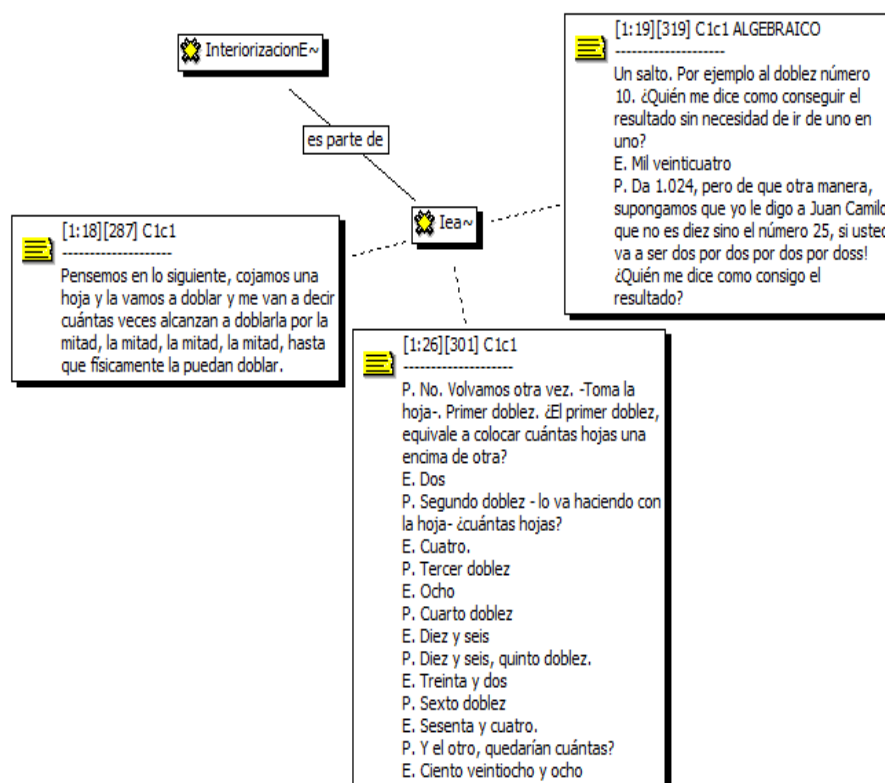 InteriorizacionE~
es parte de
Iea~
[1:19][319] C1c1 ALGEBRAICO
--------------------
Un salto. Por ejemplo al doblez número
10. ¿Quién me dice como conseguir el
resultado sin necesidad de ir de uno en
uno?
E. Mil veinticuatro
P. Da 1.024, pero de que otra manera,
supongamos que yo le digo a Juan Camilo
que no es diez sino el número 25, si usted
va a ser dos por dos por dos por doss!
¿Quién me dice como consigo el
resultado?
[1:18][287] C1c1
--------------------
Pensemos en lo siguiente, cojamos una
hoja y la vamos a doblar y me van a decir
cuántas veces alcanzan a doblarla por la
mitad, la mitad, la mitad, la mitad, hasta
que físicamente la puedan doblar.
[1:26][301] C1c1
--------------------
P. No. Volvamos otra vez. -Toma la
hoja-. Primer doblez. ¿El primer doblez,
equivale a colocar cuántas hojas una
encima de otra?
E. Dos
P. Segundo doblez - lo va haciendo con
la hoja- ¿cuántas hojas?
E. Cuatro.
P. Tercer doblez
E. Ocho
P. Cuarto doblez
E. Diez y seis
P. Diez y seis, quinto doblez.
E. Treinta y dos
P. Sexto doblez
E. Sesenta y cuatro.
P. Y el otro, quedarían cuántas?
E. Ciento veintiocho y ocho